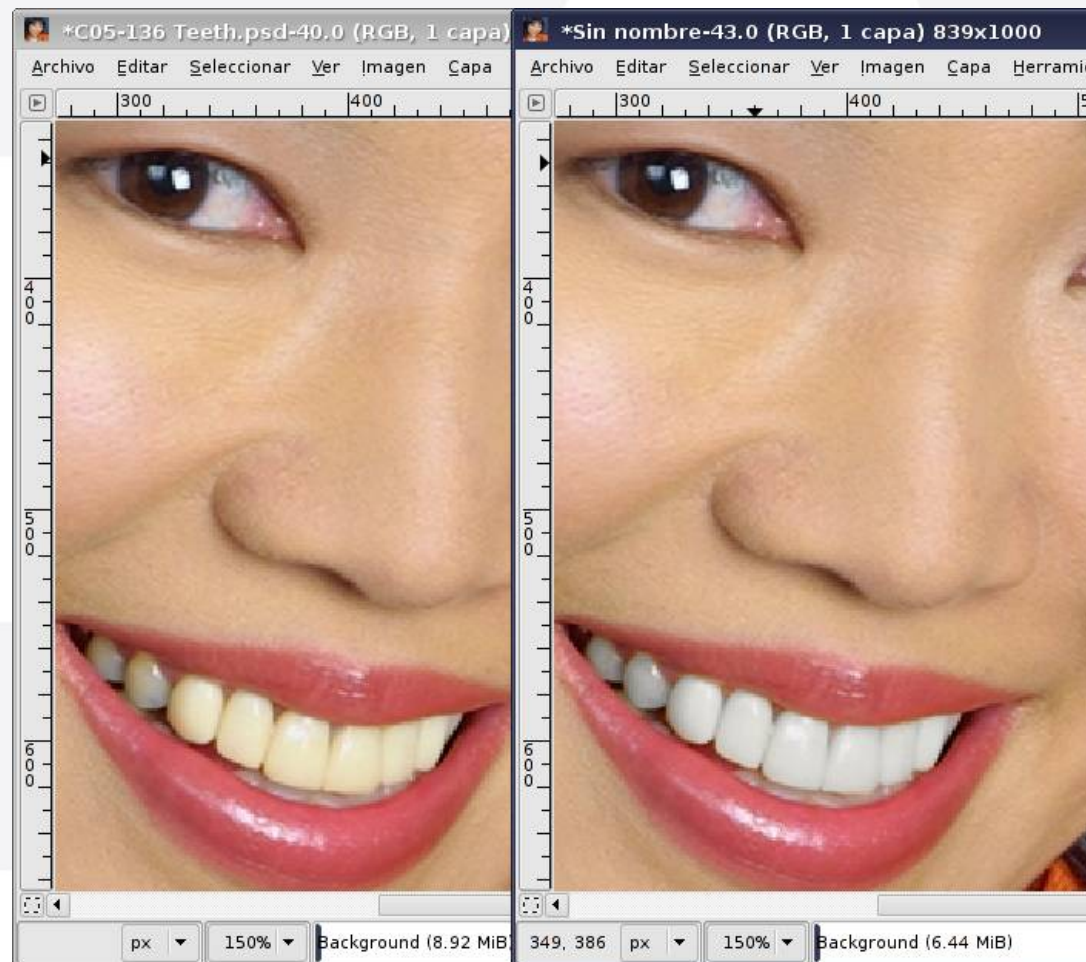 *C05-136 Teeth.psd-40.0 (RGB, 1 capa)
Archivo Editar Seleccionar Ver Imagen Capa
300 400
400
500
600
px 150% Background (8.92 MiB)
*Sin nombre-43.0 (RGB, 1 capa) 839x1000
Archivo Editar Seleccionar Ver Imagen Capa Herrami
300 400 5
400
500
600
349, 386 px 150% Background (6.44 MiB)